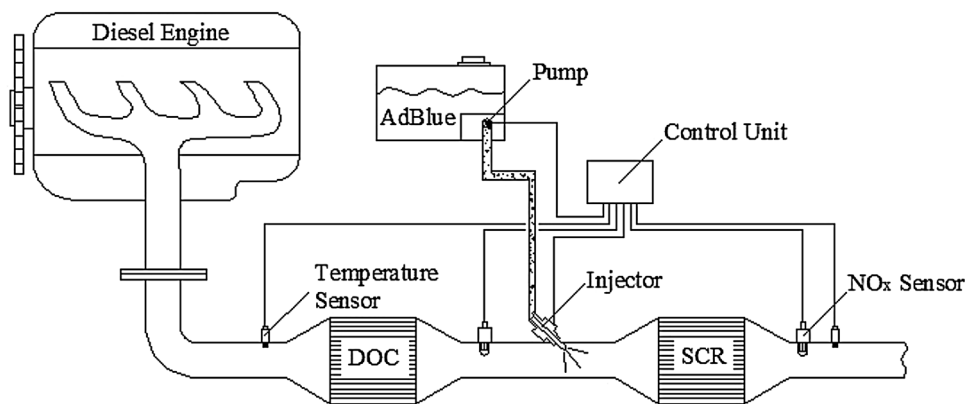 Diesel Engine
Pump
AdBlue
Control Unit
Temperature
Sensor
Injector
NOx Sensor
DOC
SCR